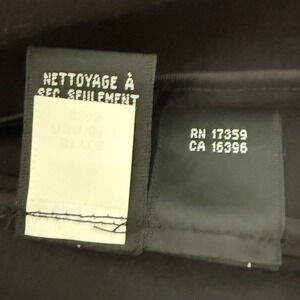 NETTOYAGE À
SEC SEULEMENT
RN 17359
CA 16396